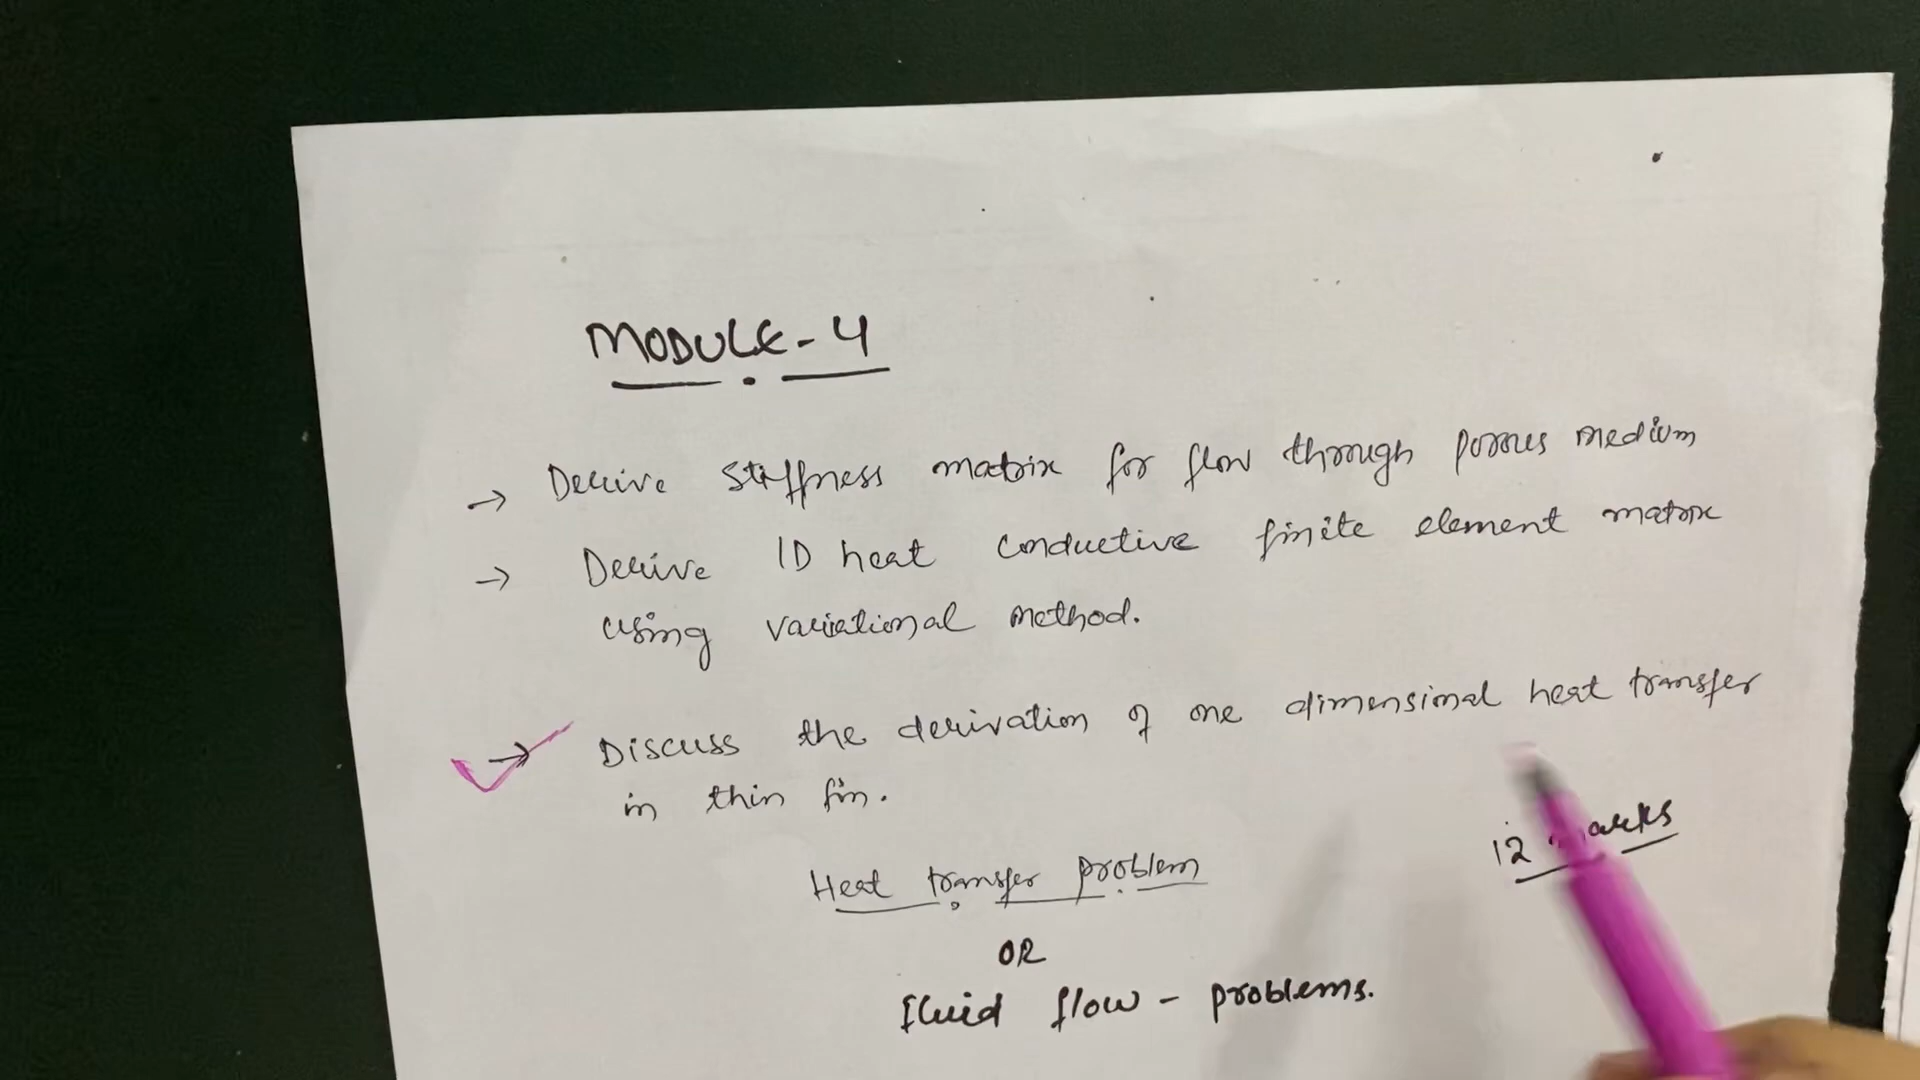 MODULE-4
→ Derive stiffness matrix for flow through porous medium
→ Derive 1D heat conductive finite element matrix
using variational method.
→ Discuss the derivation of one dimensional heat transfer
in thin fin.
12 marks
Heat transfer problem
OR
fluid flow - problems.